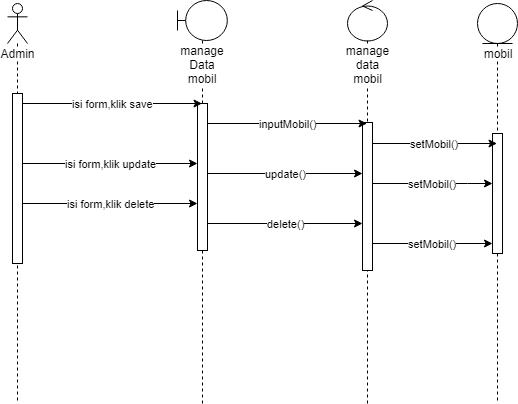 Admin
manage
Data
mobil
manage
data
mobil
mobil
isi form,klik save
inputMobil()
setMobil()
isi form,klik update
update()
setMobil()
isi form,klik delete
delete()
setMobil()